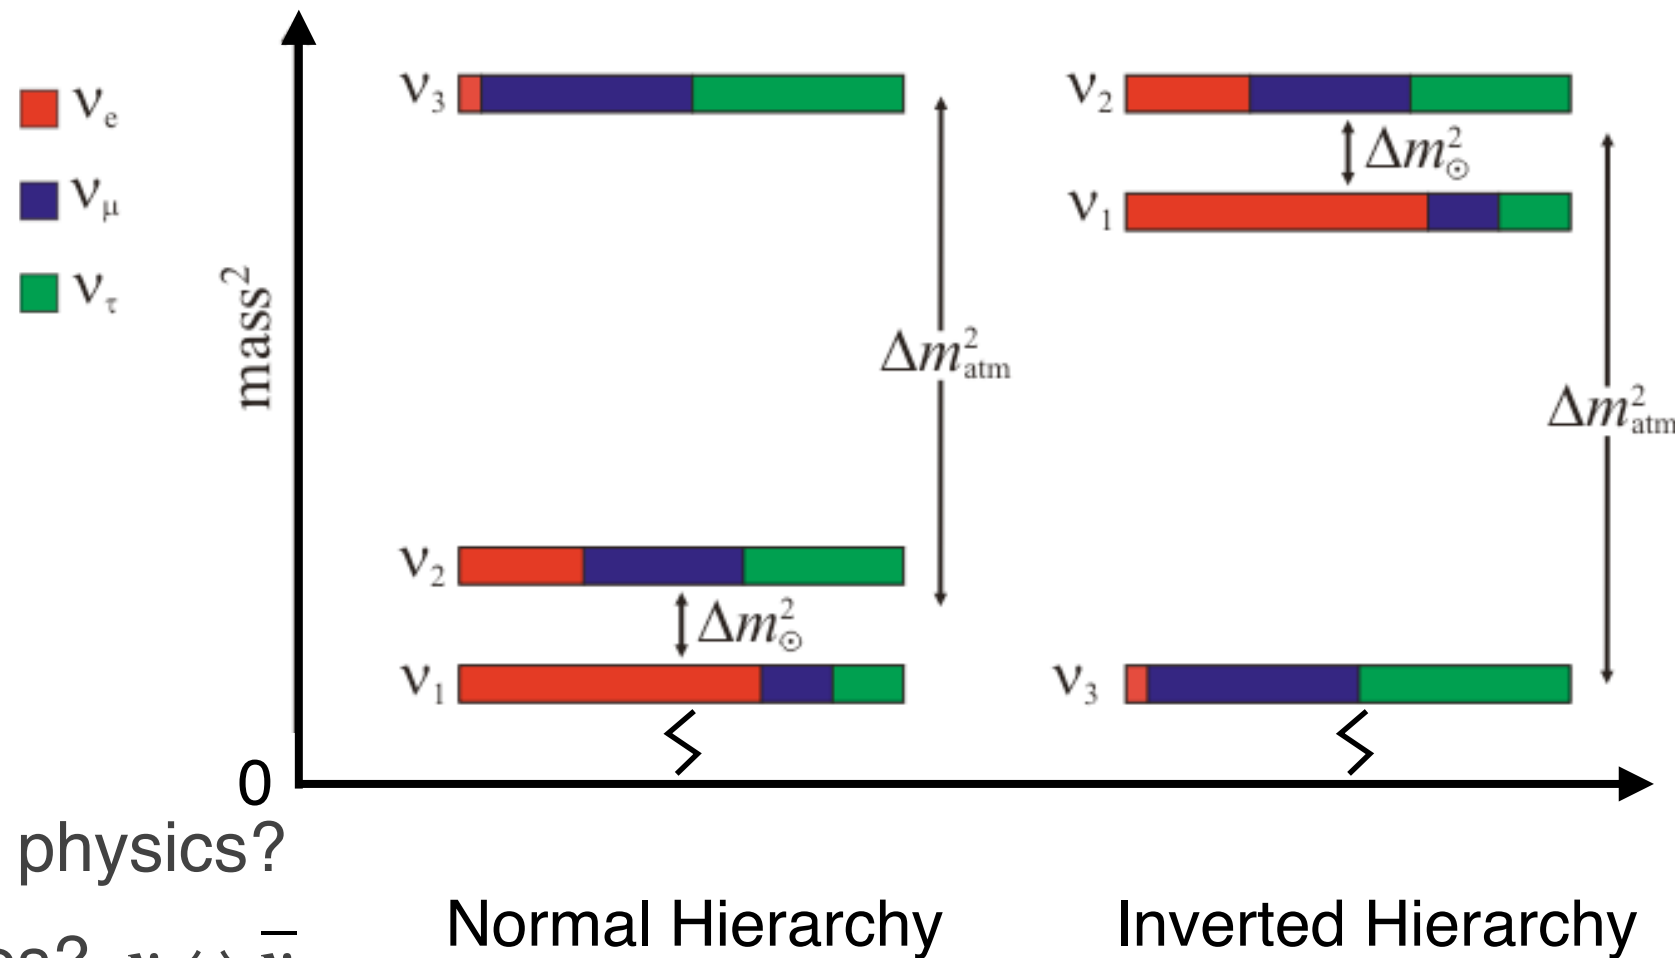 νe
νμ
ντ
mass²
0
ν₃
Δm²atm
ν₂
Δm²⊙
ν₁
ν₂
Δm²⊙
ν₁
Δm²atm
ν₃
Normal Hierarchy
Inverted Hierarchy
physics?